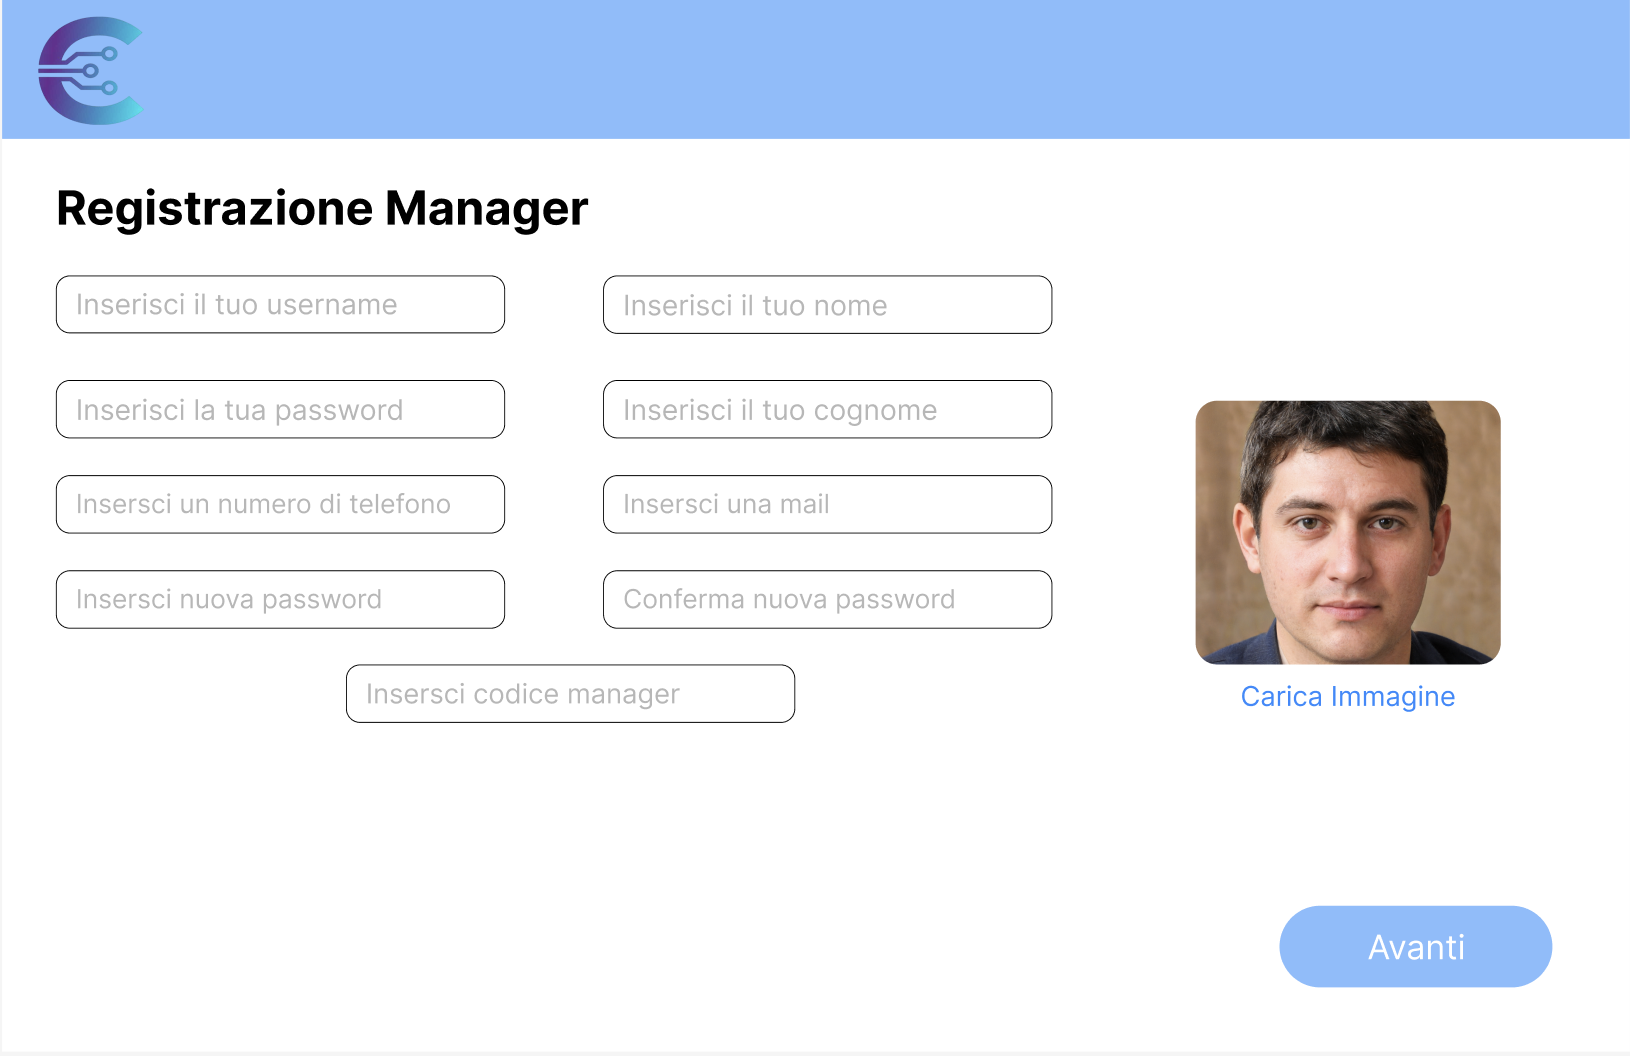 Registrazione Manager
Inserisci il tuo username
Inserisci il tuo nome
Inserisci la tua password
Inserisci il tuo cognome
Insersci un numero di telefono
Insersci una mail
Insersci nuova password
Conferma nuova password
Insersci codice manager
Carica Immagine
Avanti